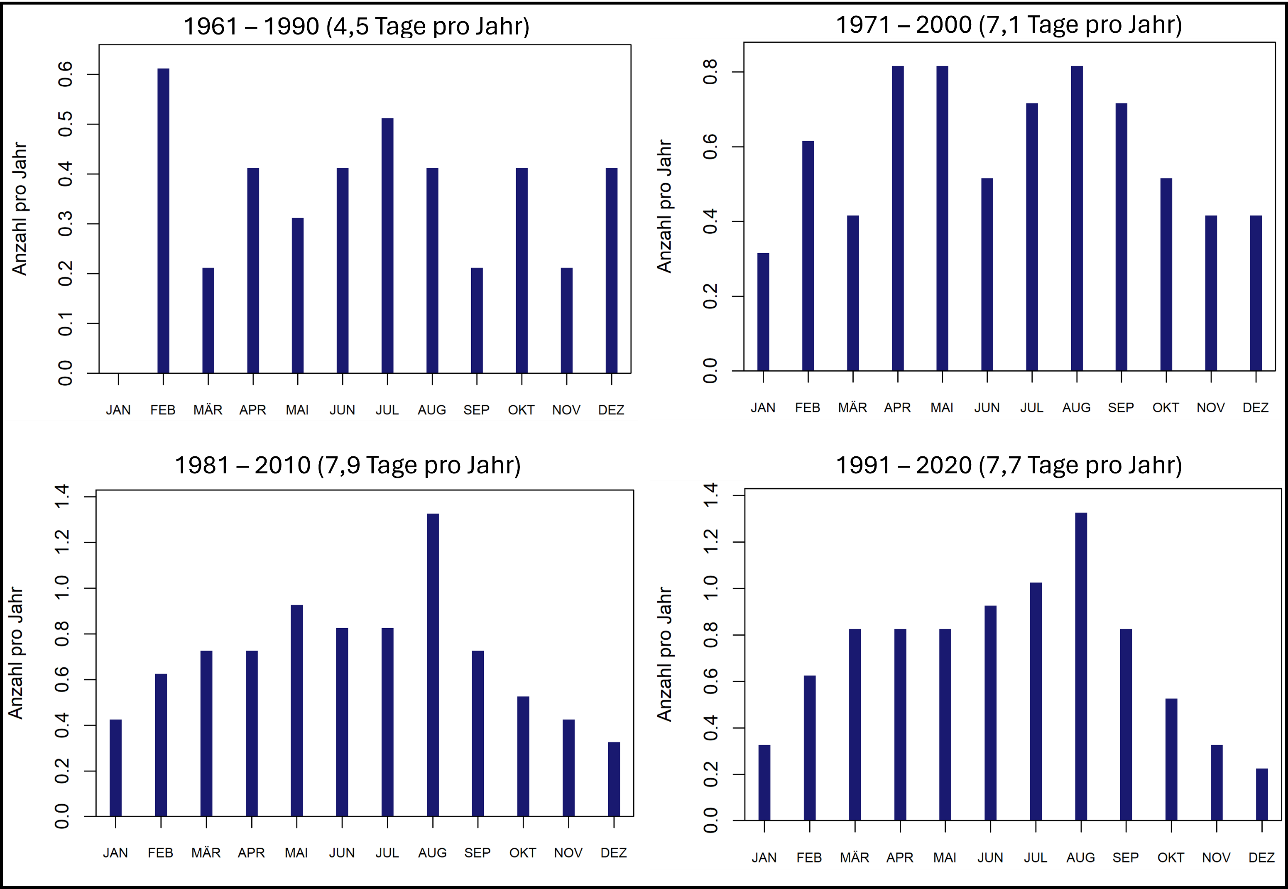 1961 – 1990 (4,5 Tage pro Jahr)
Anzahl pro Jahr
0.6
0.5
0.4
0.3
0.2
0.1
0.0
JAN FEB MÄR APR MAI JUN JUL AUG SEP OKT NOV DEZ
1971 – 2000 (7,1 Tage pro Jahr)
Anzahl pro Jahr
0.8
0.6
0.4
0.2
0.0
JAN FEB MÄR APR MAI JUN JUL AUG SEP OKT NOV DEZ
1981 – 2010 (7,9 Tage pro Jahr)
Anzahl pro Jahr
1.4
1.2
1.0
0.8
0.6
0.4
0.2
0.0
JAN FEB MÄR APR MAI JUN JUL AUG SEP OKT NOV DEZ
1991 – 2020 (7,7 Tage pro Jahr)
Anzahl pro Jahr
1.4
1.2
1.0
0.8
0.6
0.4
0.2
0.0
JAN FEB MÄR APR MAI JUN JUL AUG SEP OKT NOV DEZ